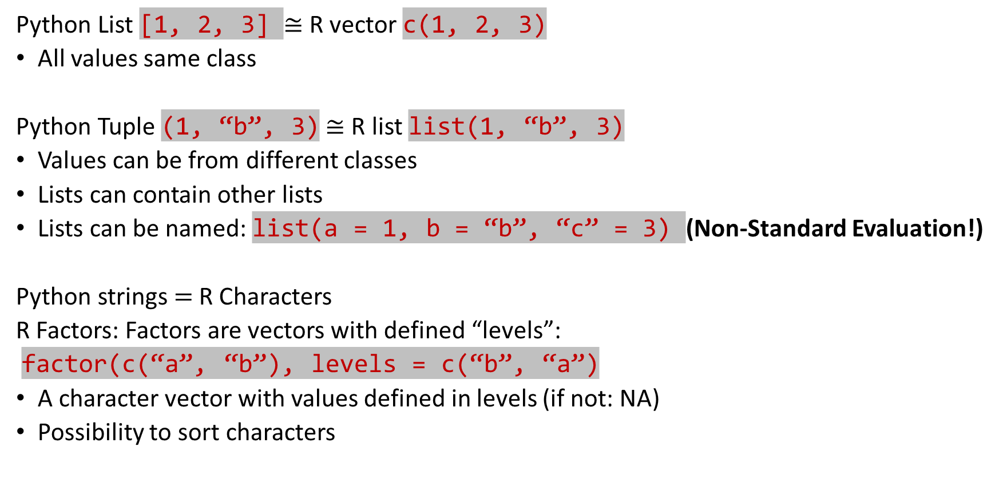 Python List [1, 2, 3] ≅ R vector c(1, 2, 3)
• All values same class
Python Tuple (1, “b”, 3) ≅ R list list(1, “b”, 3)
• Values can be from different classes
• Lists can contain other lists
• Lists can be named: list(a = 1, b = “b”, “c” = 3) (Non-Standard Evaluation!)
Python strings = R Characters
R Factors: Factors are vectors with defined “levels”:
factor(c(“a”, “b”), levels = c(“b”, “a”)
• A character vector with values defined in levels (if not: NA)
• Possibility to sort characters